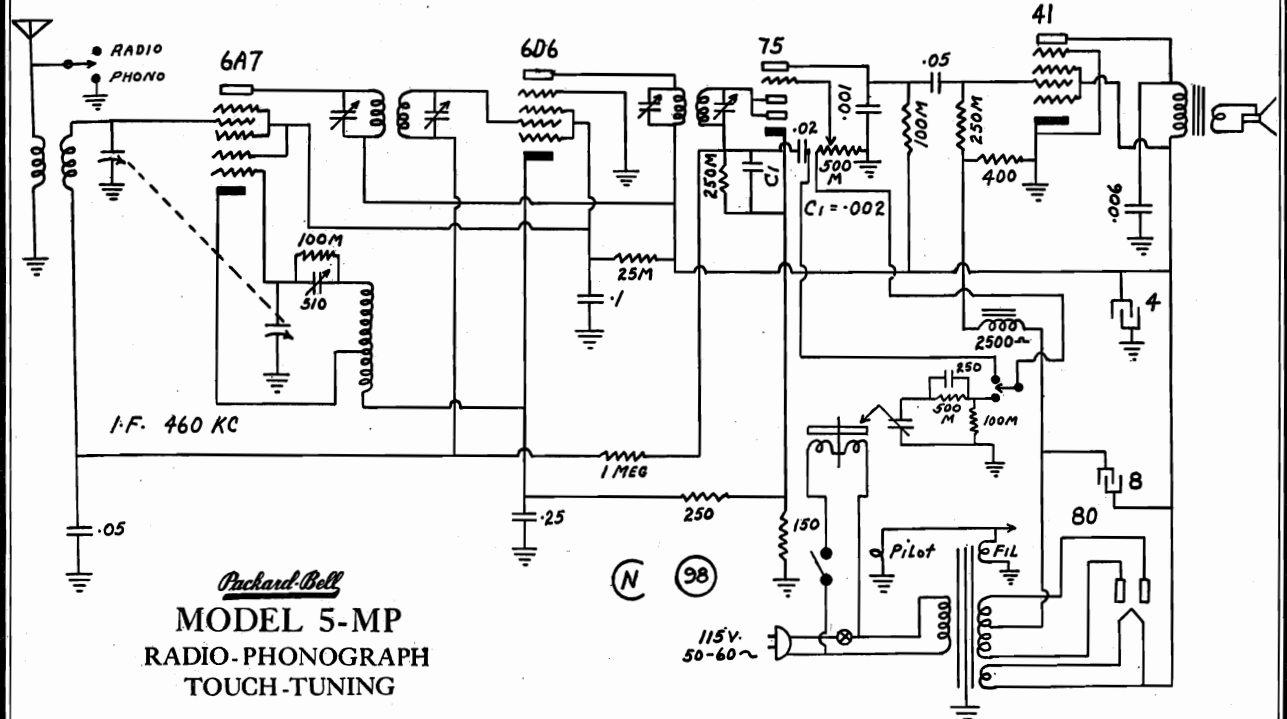 41
RADIO
PHONO
6A7
6D6
75
.05
.001
100M
250M
.02
500
M
400
250M
C1
C1 = .002
.006
100M
510
25M
.1
4
2500~
250
500
M
100M
I.F. 460 KC
1 MEG
8
.05
.25
250
150
80
Pilot
FIL
N
98
Packard-Bell
MODEL 5-MP
RADIO-PHONOGRAPH
TOUCH-TUNING
115V.
50-60~